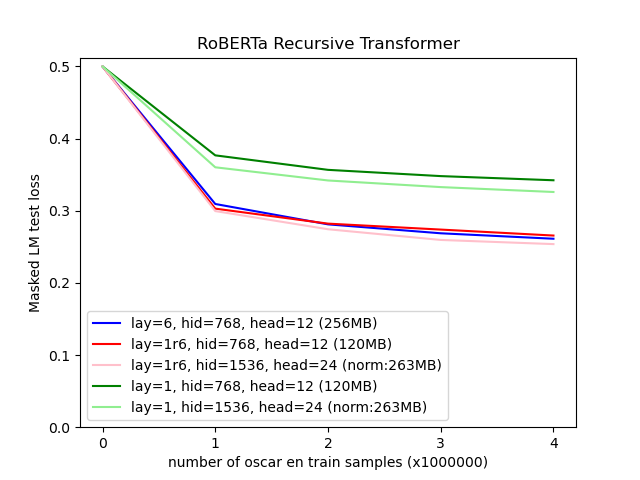 RoBERTa Recursive Transformer
Masked LM test loss
0.5
0.4
0.3
0.2
0.1
0.0
lay=6, hid=768, head=12 (256MB)
lay=1r6, hid=768, head=12 (120MB)
lay=1r6, hid=1536, head=24 (norm:263MB)
lay=1, hid=768, head=12 (120MB)
lay=1, hid=1536, head=24 (norm:263MB)
0 1 2 3 4
number of oscar en train samples (x1000000)